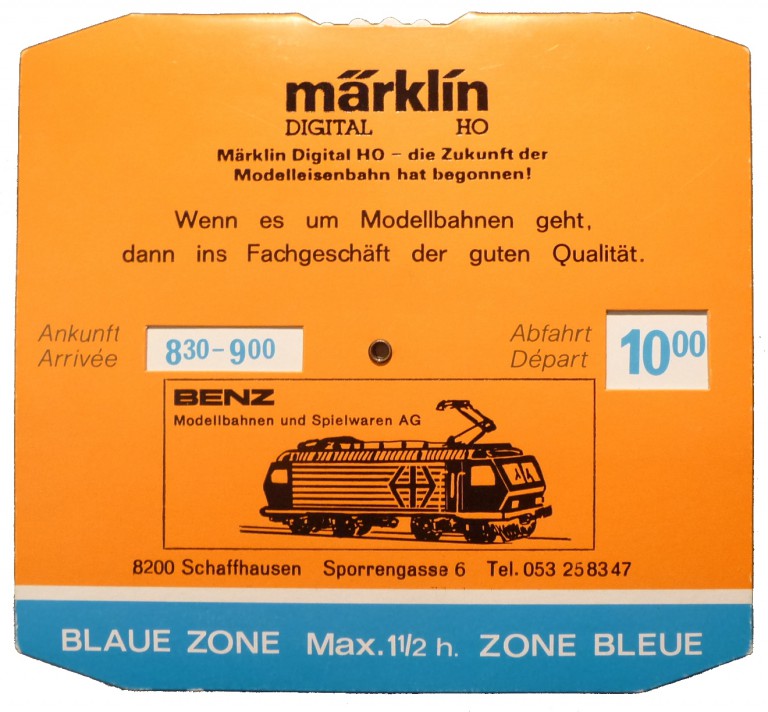 märklin
DIGITAL HO
Märklin Digital HO – die Zukunft der
Modelleisenbahn hat begonnen!
Wenn es um Modellbahnen geht,
dann ins Fachgeschäft der guten Qualität.
Ankunft
Arrivée
8³⁰–9⁰⁰
Abfahrt
Départ
10⁰⁰
BENZ
Modellbahnen und Spielwaren AG
8200 Schaffhausen Sporrengasse 6 Tel. 053 25 83 47
BLAUE ZONE Max. 1 1/2 h. ZONE BLEUE